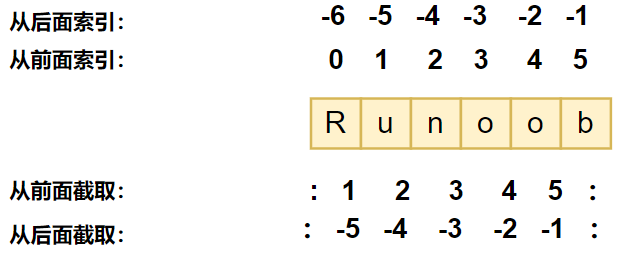 从后面索引： -6 -5 -4 -3 -2 -1
从前面索引： 0 1 2 3 4 5
R u n o o b
从前面截取： : 1 2 3 4 5 :
从后面截取： : -5 -4 -3 -2 -1 :